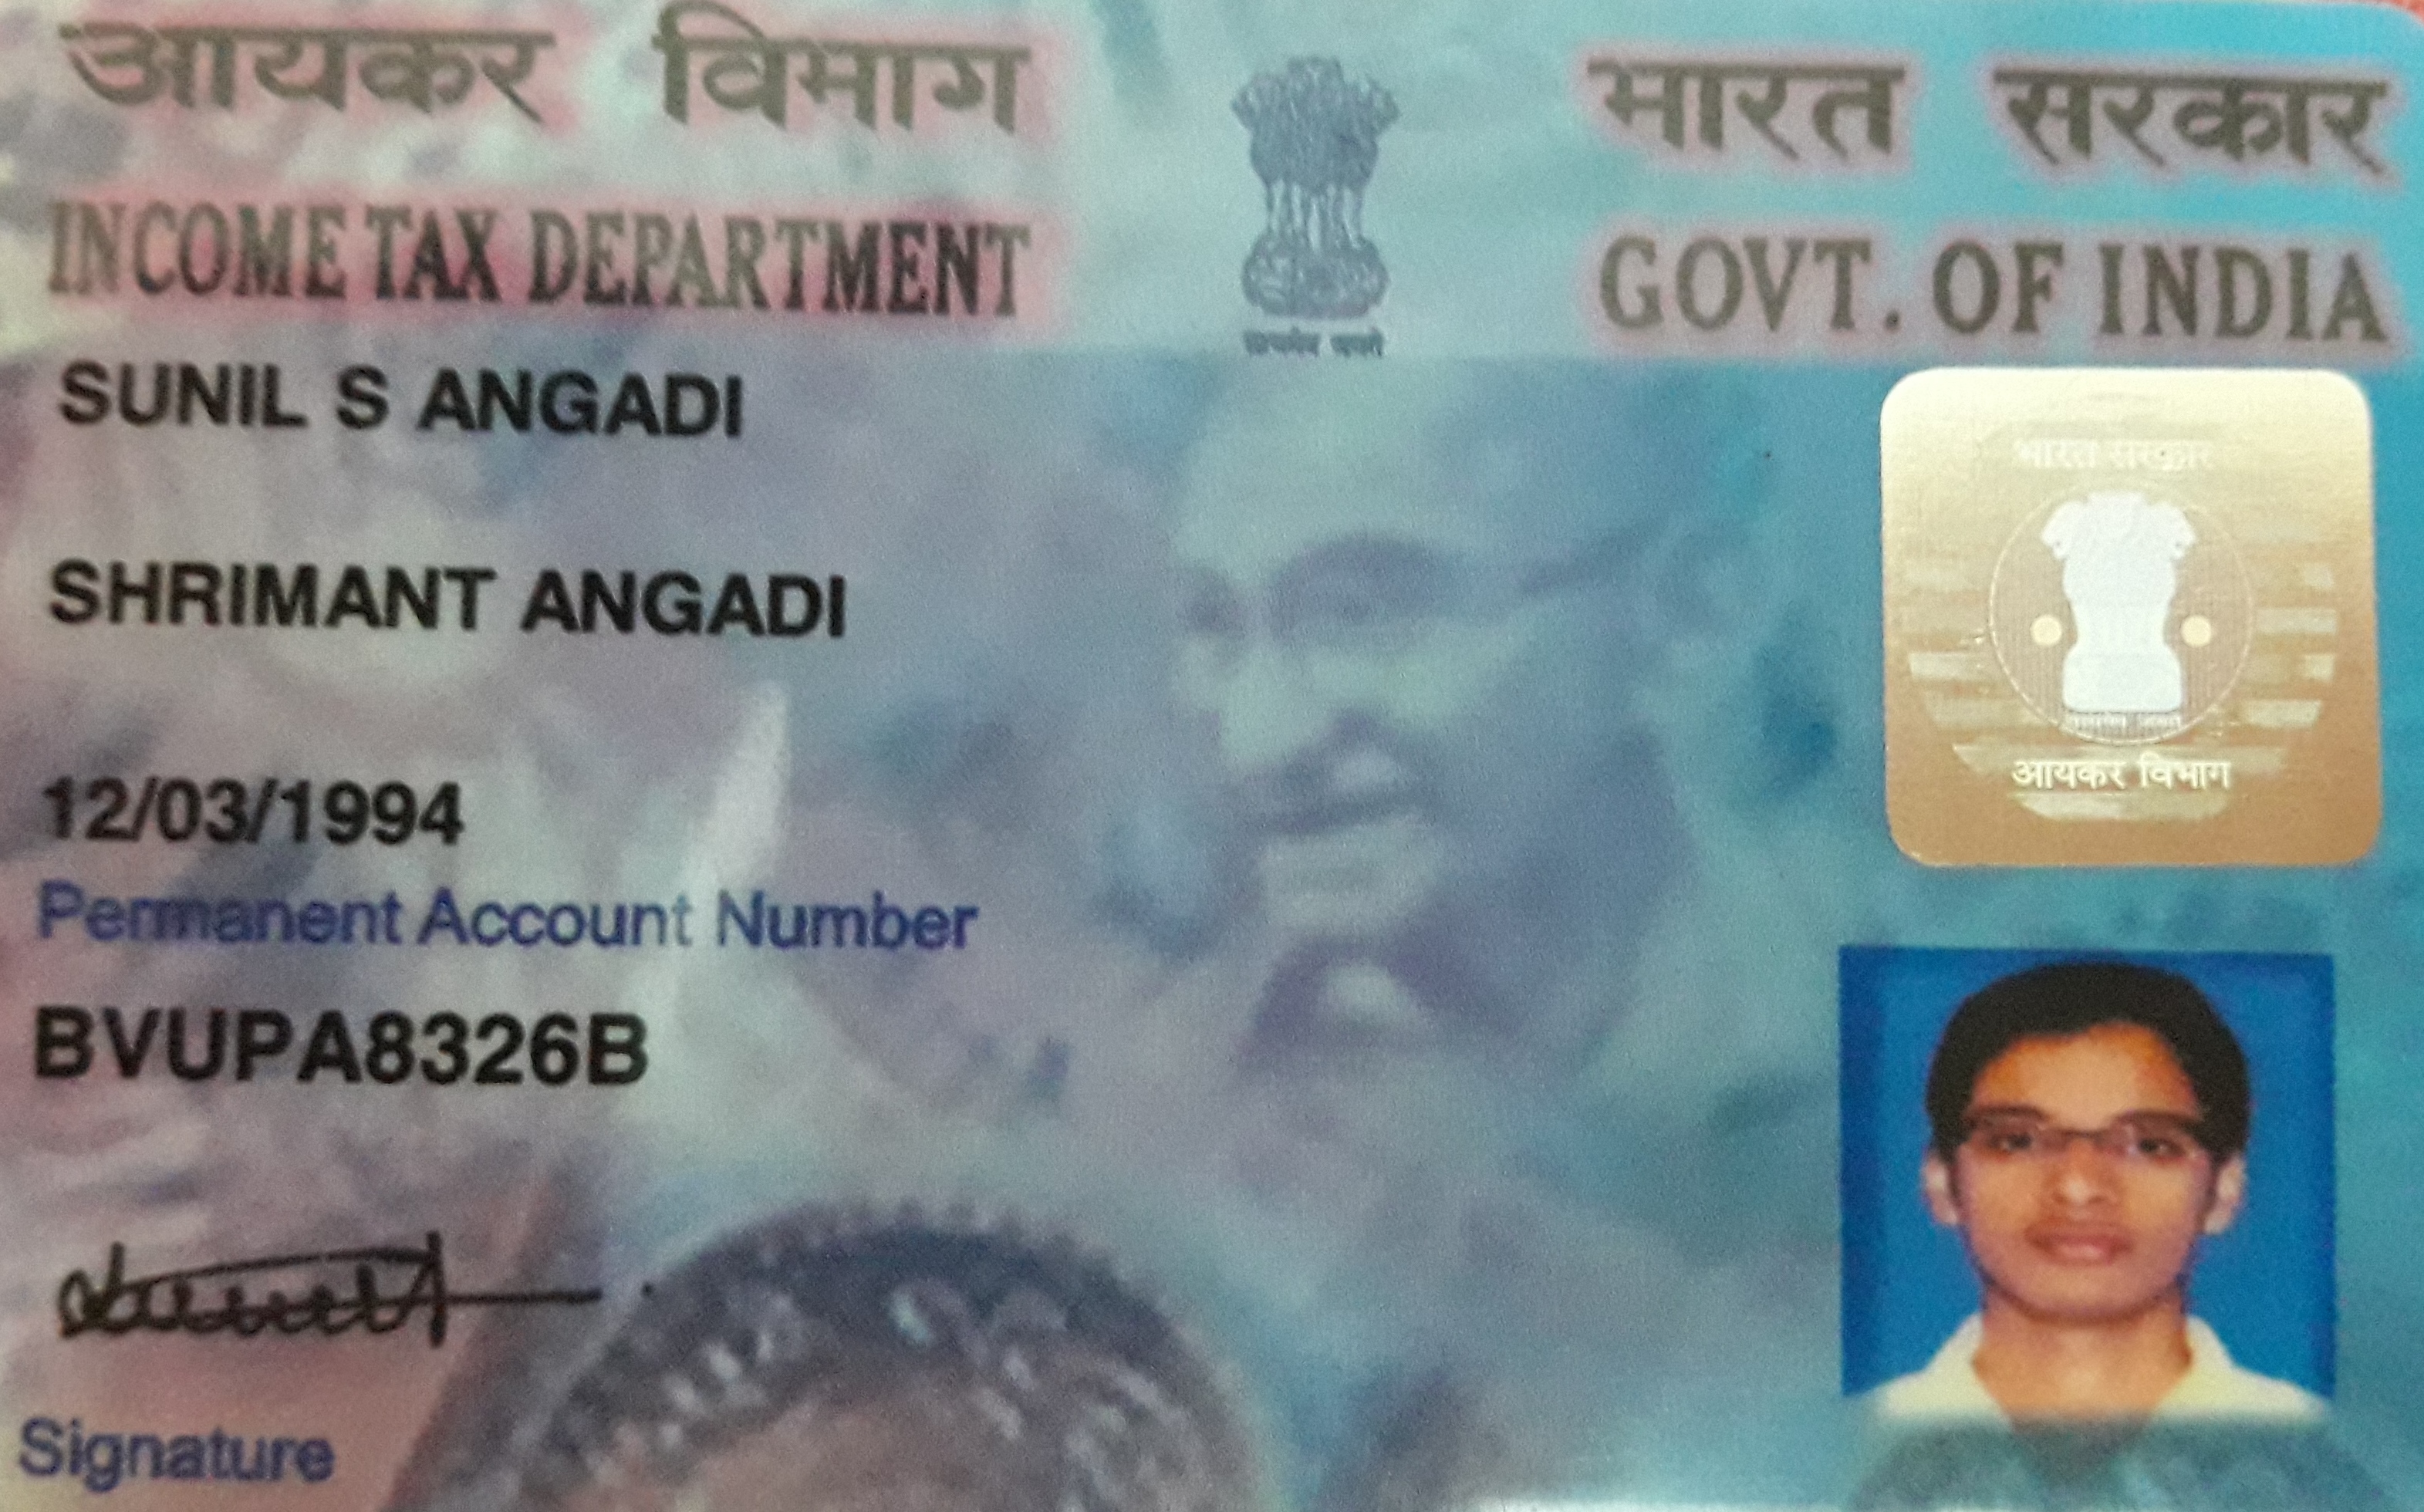 आयकर विभाग
भारत सरकार
INCOME TAX DEPARTMENT
GOVT. OF INDIA
सत्यमेव जयते
SUNIL S ANGADI
भारत सरकार
SHRIMANT ANGADI
सत्यमेव जयते
आयकर विभाग
12/03/1994
Permanent Account Number
BVUPA8326B
Signature